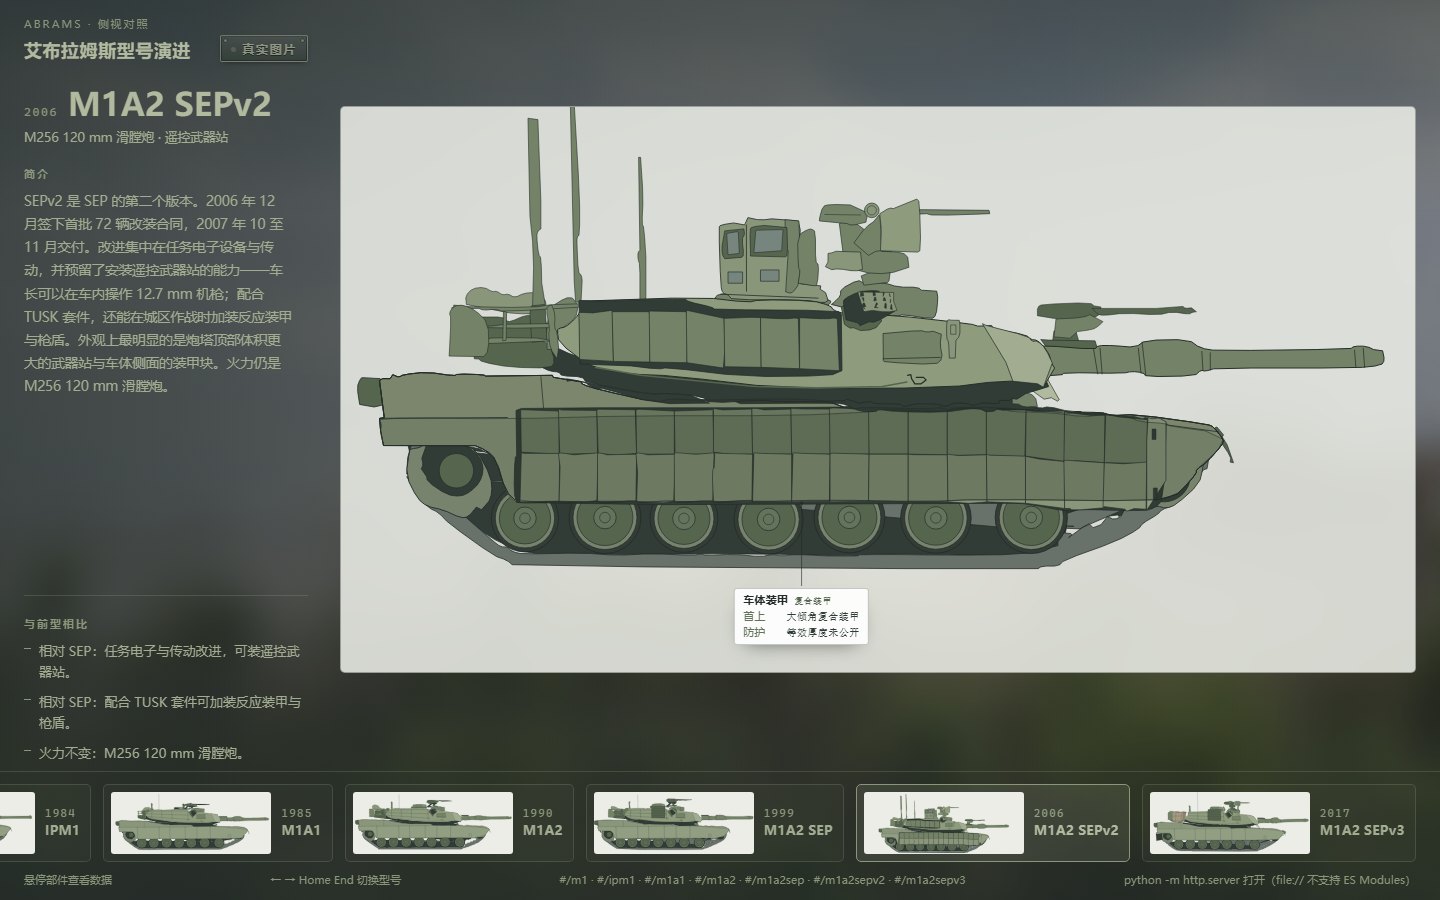 ABRAMS · 侧视对照
艾布拉姆斯型号演进
真实图片
2006 M1A2 SEPv2
M256 120 mm 滑膛炮 · 遥控武器站
简介
SEPv2 是 SEP 的第二个版本。2006 年 12
月签下首批 72 辆改装合同，2007 年 10 至
11 月交付。改进集中在任务电子设备与传
动，并预留了安装遥控武器站的能力——车
长可以在车内操作 12.7 mm 机枪；配合
TUSK 套件，还能在城区作战时加装反应装甲
与枪盾。外观上最明显的是炮塔顶部体积更
大的武器站与车体侧面的装甲块。火力仍是
M256 120 mm 滑膛炮。
车体装甲 复合装甲
首上 大倾角复合装甲
防护 等效厚度未公开
与前型相比
– 相对 SEP：任务电子与传动改进，可装遥控武
器站。
– 相对 SEP：配合 TUSK 套件可加装反应装甲与
枪盾。
– 火力不变：M256 120 mm 滑膛炮。
1984
IPM1
1985
M1A1
1990
M1A2
1999
M1A2 SEP
2006
M1A2 SEPv2
2017
M1A2 SEPv3
悬停部件查看数据
← → Home End 切换型号
#/m1 · #/ipm1 · #/m1a1 · #/m1a2 · #/m1a2sep · #/m1a2sepv2 · #/m1a2sepv3
python -m http.server 打开（file:// 不支持 ES Modules）